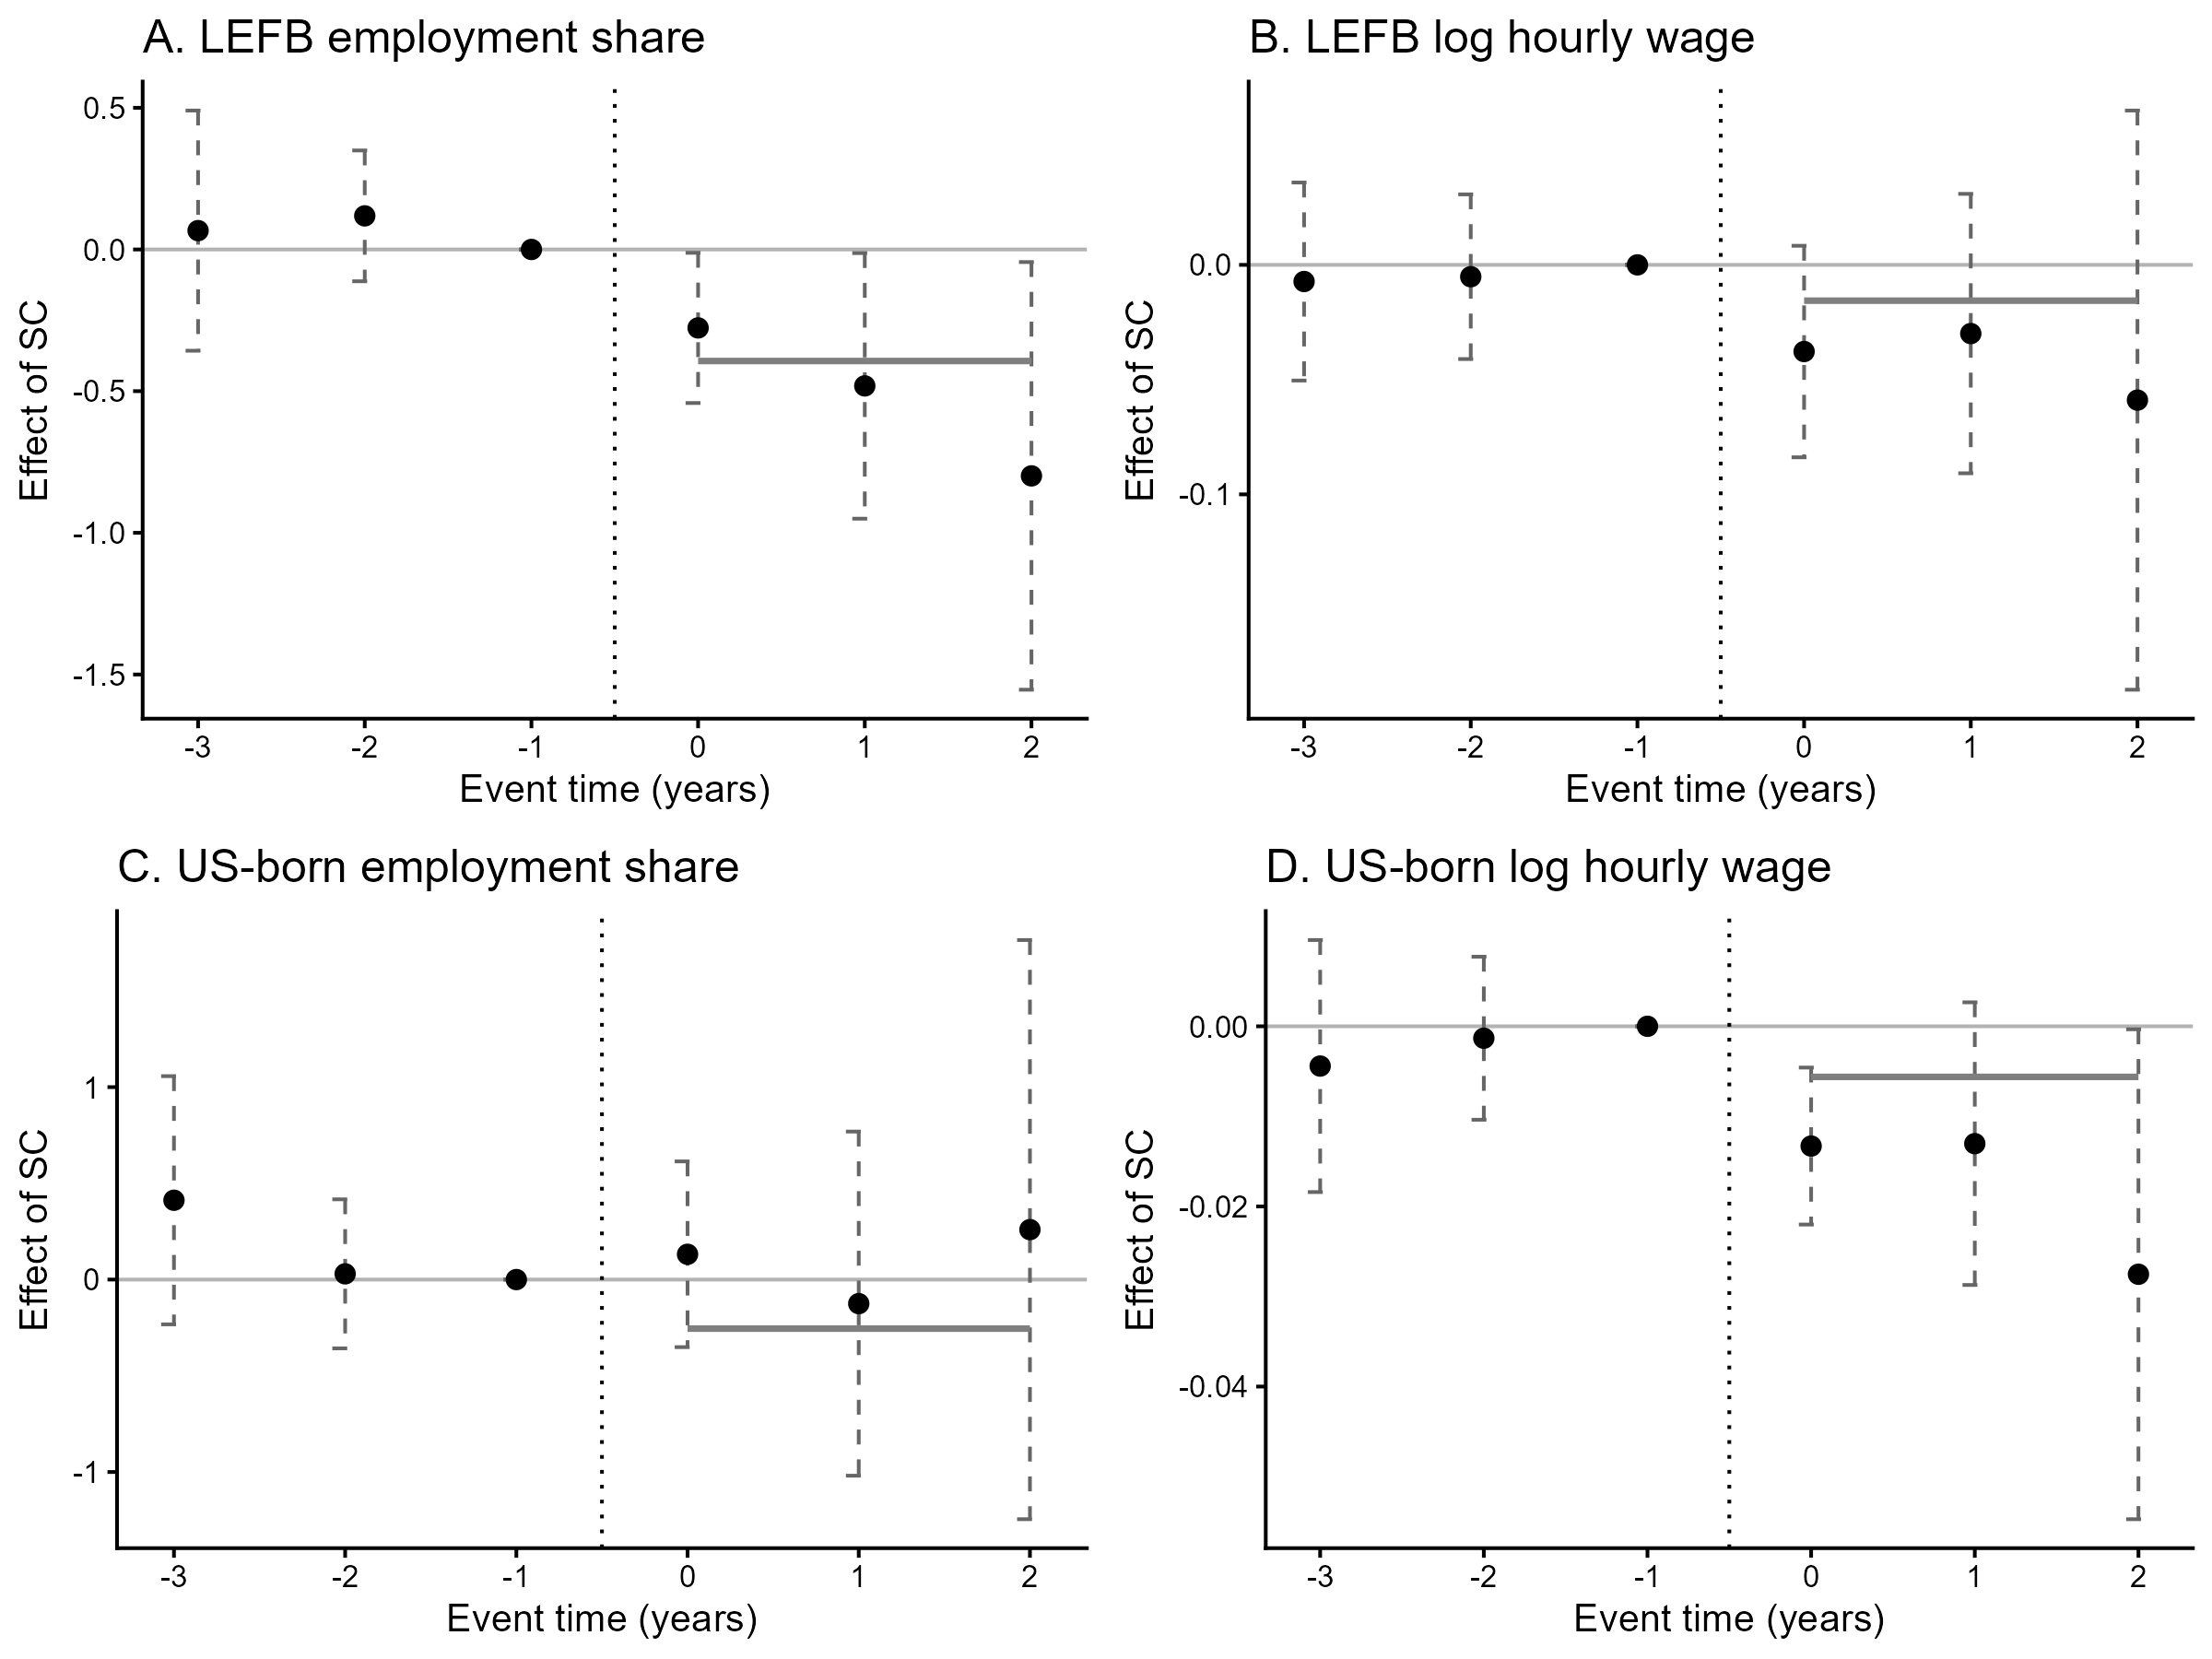 A. LEFB employment share
Effect of SC
0.5
0.0
-0.5
-1.0
-1.5
-3 -2 -1 0 1 2
Event time (years)
B. LEFB log hourly wage
Effect of SC
0.0
-0.1
-3 -2 -1 0 1 2
Event time (years)
C. US-born employment share
Effect of SC
1
0
-1
-3 -2 -1 0 1 2
Event time (years)
D. US-born log hourly wage
Effect of SC
0.00
-0.02
-0.04
-3 -2 -1 0 1 2
Event time (years)